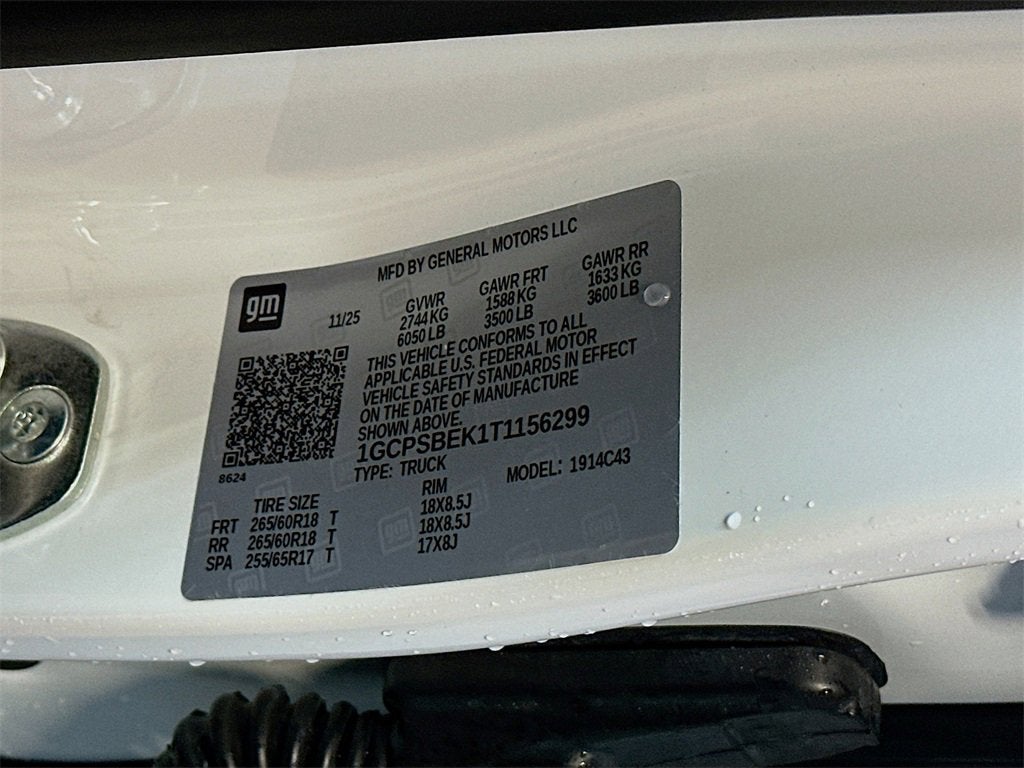 MFD BY GENERAL MOTORS LLC
gm
11/25
GVWR
2744 KG
6050 LB
GAWR FRT
1588 KG
3500 LB
GAWR RR
1633 KG
3600 LB
THIS VEHICLE CONFORMS TO ALL
APPLICABLE U.S. FEDERAL MOTOR
VEHICLE SAFETY STANDARDS IN EFFECT
ON THE DATE OF MANUFACTURE
SHOWN ABOVE.
1GCPSBEK1T1156299
TYPE: TRUCK MODEL: 1914C43
8624
TIRE SIZE RIM
FRT 265/60R18 T 18X8.5J
RR 265/60R18 T 18X8.5J
SPA 255/65R17 T 17X8J